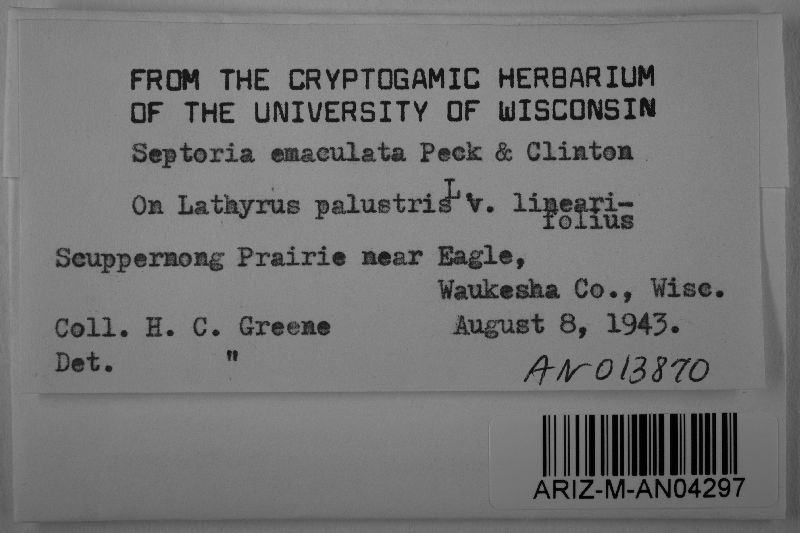 FROM THE CRYPTOGAMIC HERBARIUM
OF THE UNIVERSITY OF WISCONSIN
Septoria emaculata Peck & Clinton
On Lathyrus palustris L v. lineari-
folius
Scuppernong Prairie near Eagle,
Waukesha Co., Wisc.
Coll. H. C. Greene August 8, 1943.
Det. "
AN013870
ARIZ-M-AN04297